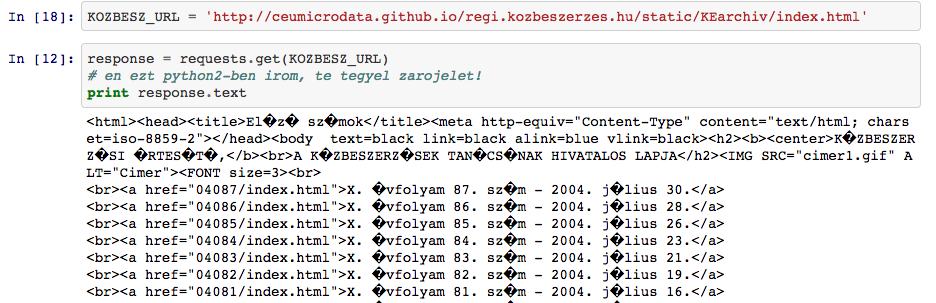 In [18]: KOZBESZ_URL = 'http://ceumicrodata.github.io/regi.kozbeszerzes.hu/static/KEarchiv/index.html'
In [12]: response = requests.get(KOZBESZ_URL)
# en ezt python2-ben irom, te tegyel zarojelet!
print response.text
<html><head><title>El�z� sz�mok</title><meta http-equiv="Content-Type" content="text/html; chars
et=iso-8859-2"></head><body  text=black link=black alink=blue vlink=black><h2><b><center>K�ZBESZER
Z�SI �RTES�T�,</b><br>A K�ZBESZERZ�SEK TAN�CS�NAK HIVATALOS LAPJA</h2><IMG SRC="cimer1.gif" A
LT="Cimer"><FONT size=3><br>
<br><a href="04087/index.html">X. �vfolyam 87. sz�m - 2004. j�lius 30.</a>
<br><a href="04086/index.html">X. �vfolyam 86. sz�m - 2004. j�lius 28.</a>
<br><a href="04085/index.html">X. �vfolyam 85. sz�m - 2004. j�lius 26.</a>
<br><a href="04084/index.html">X. �vfolyam 84. sz�m - 2004. j�lius 23.</a>
<br><a href="04083/index.html">X. �vfolyam 83. sz�m - 2004. j�lius 21.</a>
<br><a href="04082/index.html">X. �vfolyam 82. sz�m - 2004. j�lius 19.</a>
<br><a href="04081/index.html">X. �vfolyam 81. sz�m - 2004. j�lius 16.</a>